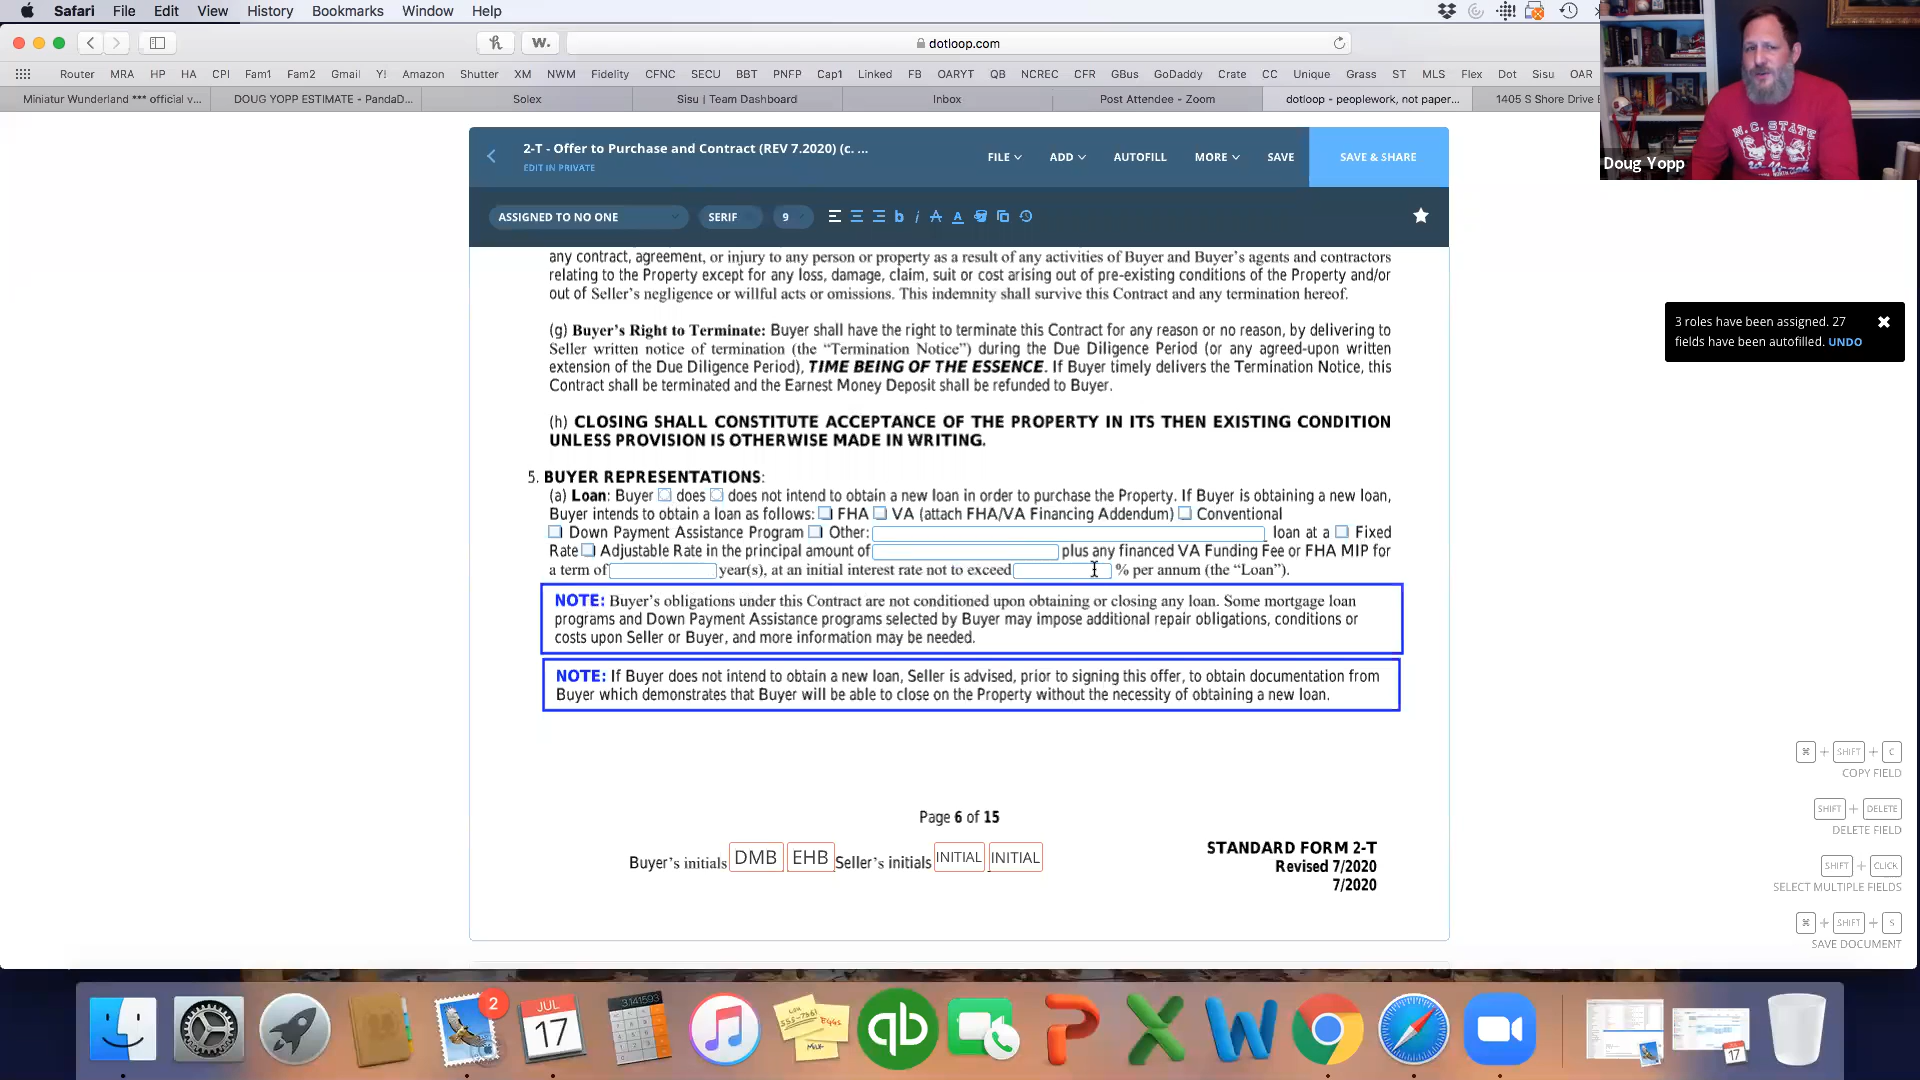 Safari File Edit View History Bookmarks Window Help
dotloop.com
Router MRA HP HA CPI Fam1 Fam2 Gmail Y! Amazon Shutter XM NWM Fidelity CFNC SECU BBT PNFP Cap1 Linked FB OARYT QB NCREC CFR GBus GoDaddy Crate CC Unique Grass ST MLS Flex Dot Sisu OAR
Miniatur Wunderland *** official v... DOUG YOPP ESTIMATE - PandaD... Solex Sisu | Team Dashboard Inbox Post Attendee - Zoom dotloop - peoplework, not paper... 1405 S Shore Drive
N.C. STATE
Doug Yopp
2-T - Offer to Purchase and Contract (REV 7.2020) (c. ...
EDIT IN PRIVATE
FILE ADD AUTOFILL MORE SAVE SAVE & SHARE
ASSIGNED TO NO ONE SERIF 9
any contract, agreement, or injury to any person or property as a result of any activities of Buyer and Buyer's agents and contractors
relating to the Property except for any loss, damage, claim, suit or cost arising out of pre-existing conditions of the Property and/or
out of Seller's negligence or willful acts or omissions. This indemnity shall survive this Contract and any termination hereof.
(g) Buyer's Right to Terminate: Buyer shall have the right to terminate this Contract for any reason or no reason, by delivering to
Seller written notice of termination (the “Termination Notice”) during the Due Diligence Period (or any agreed-upon written
extension of the Due Diligence Period), TIME BEING OF THE ESSENCE. If Buyer timely delivers the Termination Notice, this
Contract shall be terminated and the Earnest Money Deposit shall be refunded to Buyer.
(h) CLOSING SHALL CONSTITUTE ACCEPTANCE OF THE PROPERTY IN ITS THEN EXISTING CONDITION
UNLESS PROVISION IS OTHERWISE MADE IN WRITING.
5. BUYER REPRESENTATIONS:
(a) Loan: Buyer does does not intend to obtain a new loan in order to purchase the Property. If Buyer is obtaining a new loan,
Buyer intends to obtain a loan as follows: FHA VA (attach FHA/VA Financing Addendum) Conventional
Down Payment Assistance Program Other: loan at a Fixed
Rate Adjustable Rate in the principal amount of plus any financed VA Funding Fee or FHA MIP for
a term of year(s), at an initial interest rate not to exceed % per annum (the “Loan”).
NOTE: Buyer's obligations under this Contract are not conditioned upon obtaining or closing any loan. Some mortgage loan
programs and Down Payment Assistance programs selected by Buyer may impose additional repair obligations, conditions or
costs upon Seller or Buyer, and more information may be needed.
NOTE: If Buyer does not intend to obtain a new loan, Seller is advised, prior to signing this offer, to obtain documentation from
Buyer which demonstrates that Buyer will be able to close on the Property without the necessity of obtaining a new loan.
Page 6 of 15
Buyer's initials DMB EHB Seller's initials INITIAL INITIAL
STANDARD FORM 2-T
Revised 7/2020
7/2020
3 roles have been assigned. 27
fields have been autofilled. UNDO
⌘ + SHIFT + C
COPY FIELD
SHIFT + DELETE
DELETE FIELD
SHIFT + CLICK
SELECT MULTIPLE FIELDS
⌘ + SHIFT + S
SAVE DOCUMENT
2
JUL
17
3.141593
EGGS
MILK
qb
17